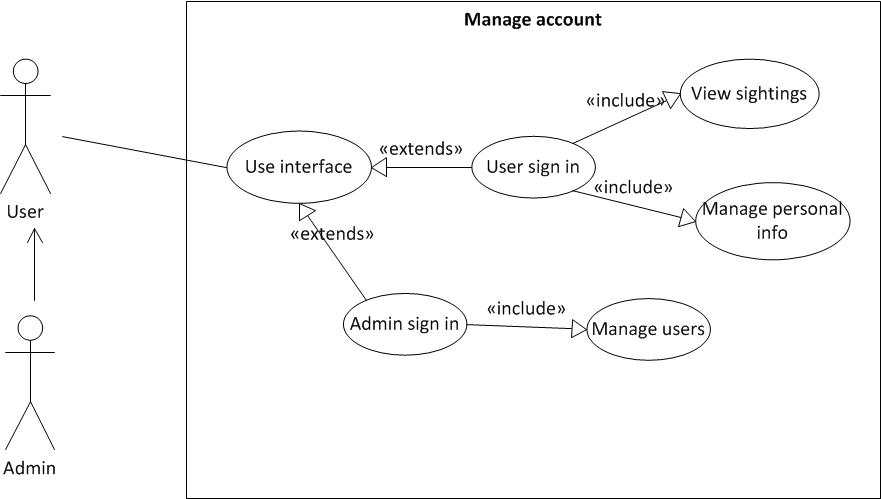 Manage account
View sightings
«include»
«extends»
Use interface
User sign in
«include»
Manage personal
info
User
«extends»
«include»
Admin sign in
Manage users
Admin